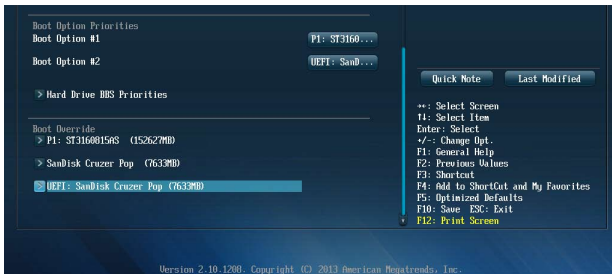 Boot Option Priorities
Boot Option #1 P1: ST3160...
Boot Option #2 UEFI: SanD...
Hard Drive BBS Priorities
Boot Override
P1: ST3160815AS (152627MB)
SanDisk Cruzer Pop (7633MB)
UEFI: SanDisk Cruzer Pop (7633MB)
Quick Note Last Modified
→←: Select Screen
↑↓: Select Item
Enter: Select
+/-: Change Opt.
F1: General Help
F2: Previous Values
F3: Shortcut
F4: Add to ShortCut and My Favorites
F5: Optimized Defaults
F10: Save ESC: Exit
F12: Print Screen
Version 2.10.1208. Copyright (C) 2013 American Megatrends, Inc.